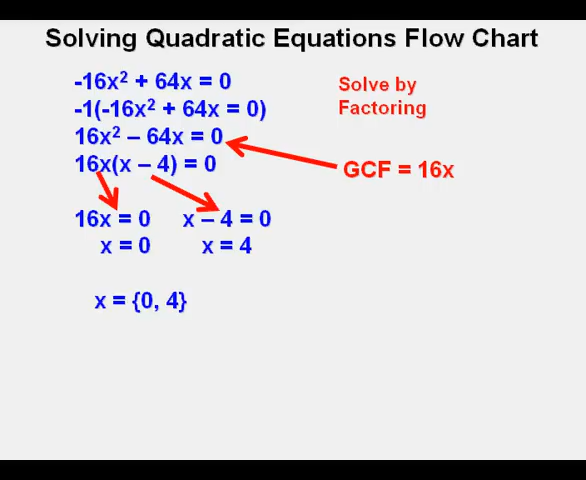 Solving Quadratic Equations Flow Chart
-16x² + 64x = 0
-1(-16x² + 64x = 0)
16x² – 64x = 0
16x(x – 4) = 0
Solve by
Factoring
GCF = 16x
16x = 0 x – 4 = 0
x = 0 x = 4
x = {0, 4}